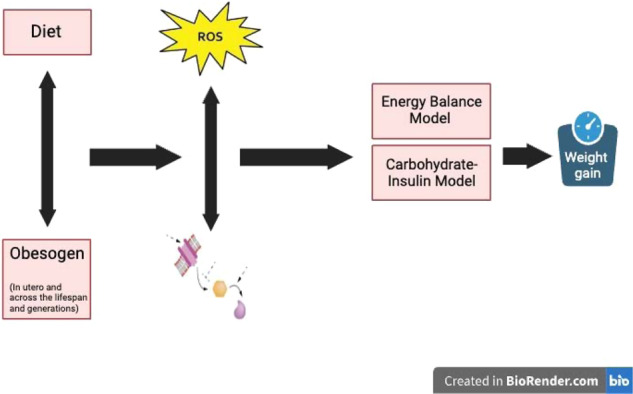 Diet
ROS
Energy Balance
Model
Carbohydrate-
Insulin Model
Weight
gain
Obesogen
(In utero and
across the lifespan
and generations)
Created in BioRender.com bio